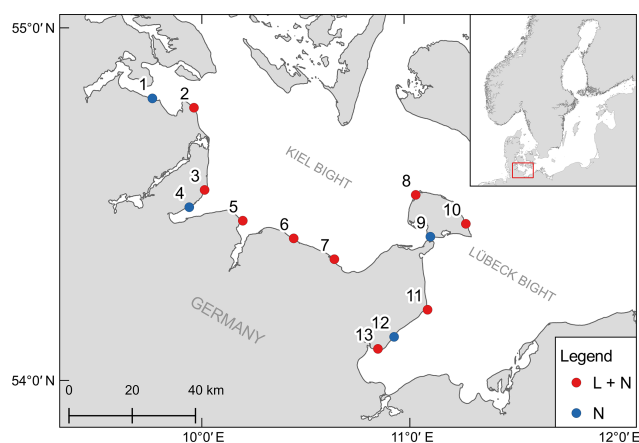 55°0′ N
1
2
KIEL BIGHT
3
4
5
6
7
8
9
10
LÜBECK BIGHT
GERMANY
11
12
13
54°0′ N
0
20
40 km
Legend
L + N
N
10°0′ E
11°0′ E
12°0′ E